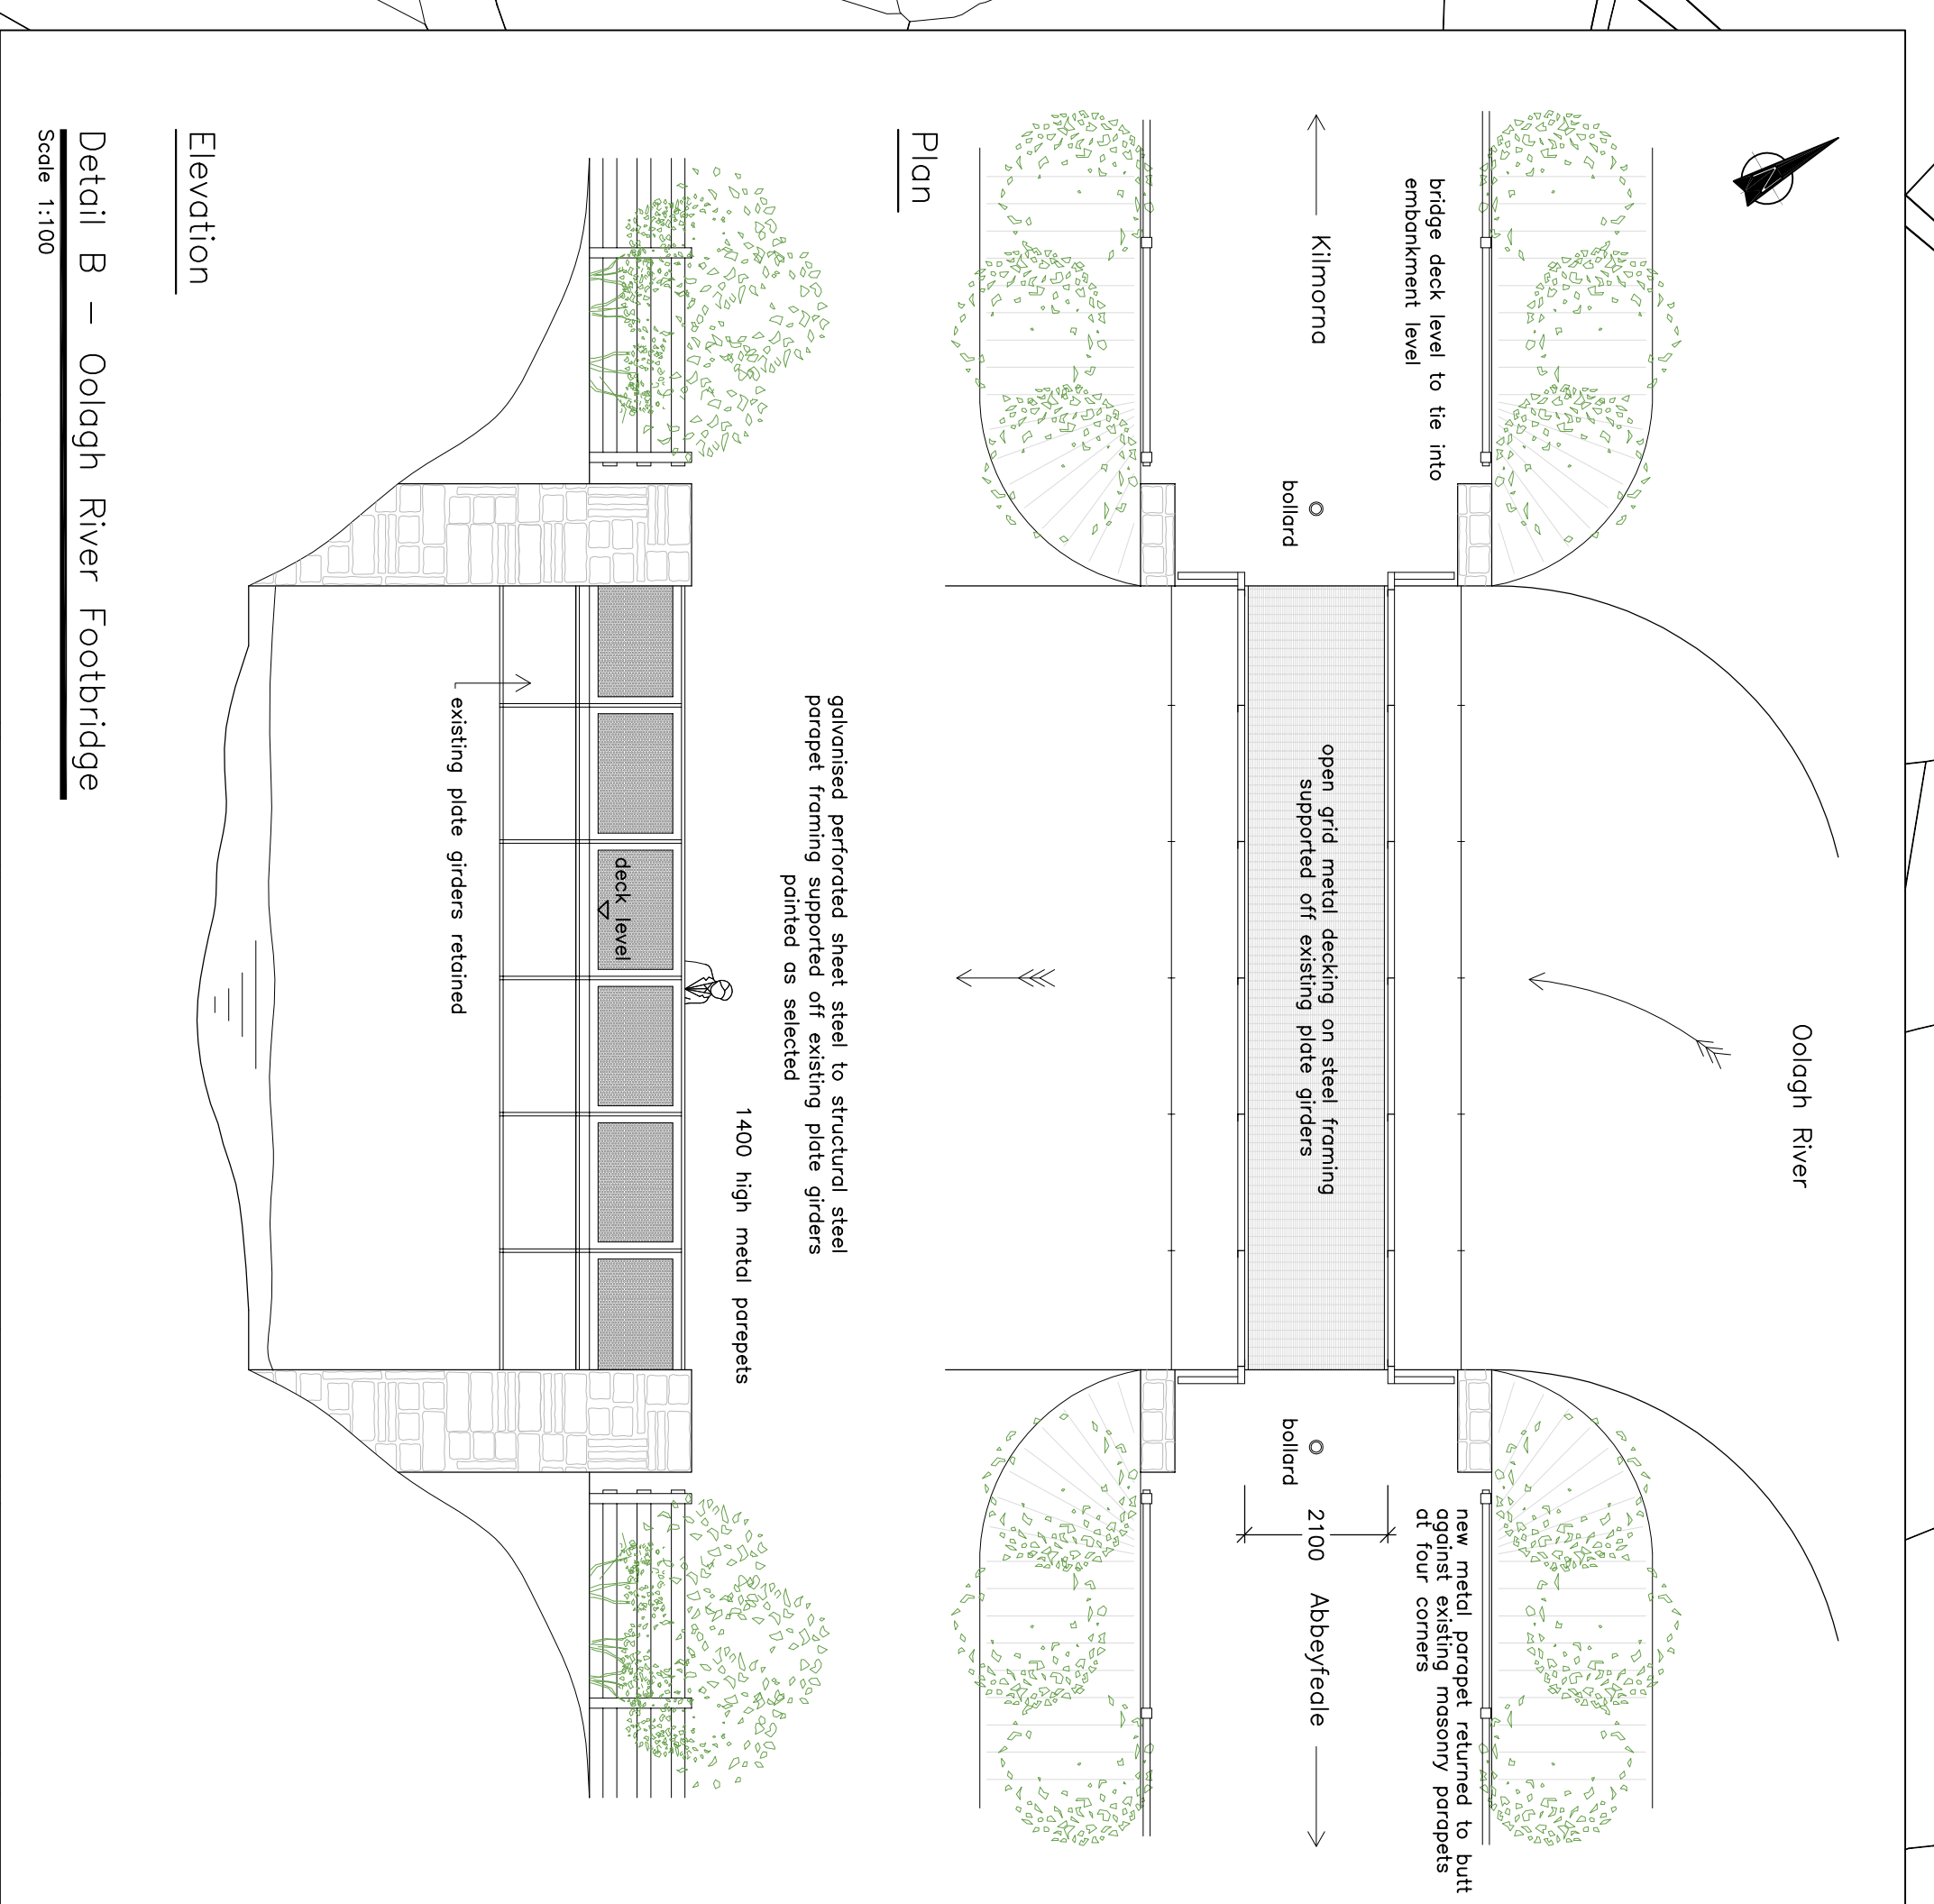 Oolagh River
bridge deck level to tie into
embankment level
new metal parapet returned to butt
against existing masonry parapets
at four corners
Kilmorna
bollard
open grid metal decking on steel framing
supported off existing plate girders
bollard
2100
Abbeyfeale
Plan
galvanised perforated sheet steel to structural steel
parapet framing supported off existing plate girders
painted as selected
1400 high metal parepets
deck level
existing plate girders retained
Elevation
Detail B – Oolagh River Footbridge
Scale 1:100